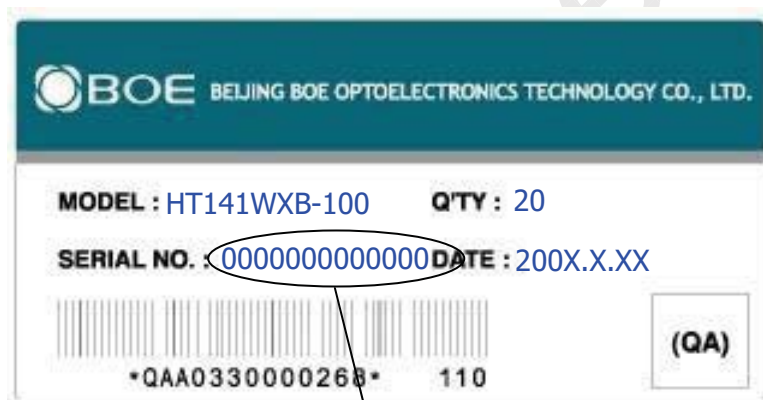 BOE BEIJING BOE OPTOELECTRONICS TECHNOLOGY CO., LTD.
MODEL : HT141WXB-100 Q'TY : 20
SERIAL NO. : 0000000000000 DATE : 200X.X.XX
(QA)
*QAA0330000268* 110